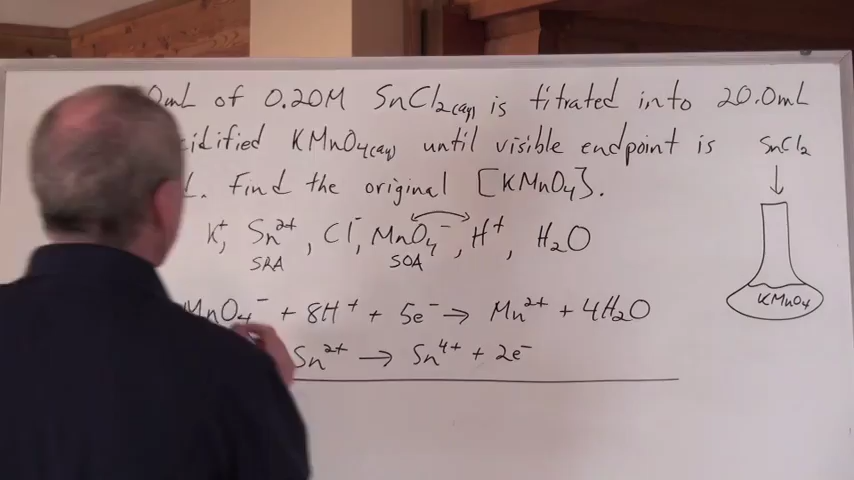 0mL of 0.20M SnCl₂(aq) is titrated into 20.0mL
cidified KMnO₄(aq) until visible endpoint is
L. Find the original [KMnO₄].
K⁺, Sn²⁺, Cl⁻, MnO₄⁻, H⁺, H₂O
SRA SOA
MnO₄⁻ + 8H⁺ + 5e⁻ → Mn²⁺ + 4H₂O
Sn²⁺ → Sn⁴⁺ + 2e⁻
SnCl₂
KMnO₄